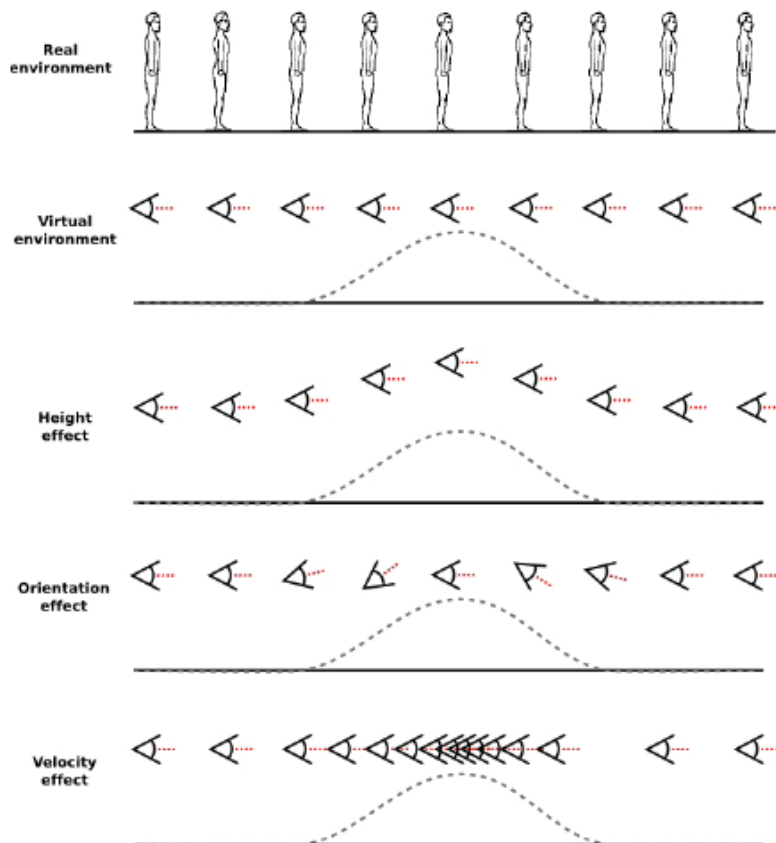 Real
environment
Virtual
environment
Height
effect
Orientation
effect
Velocity
effect